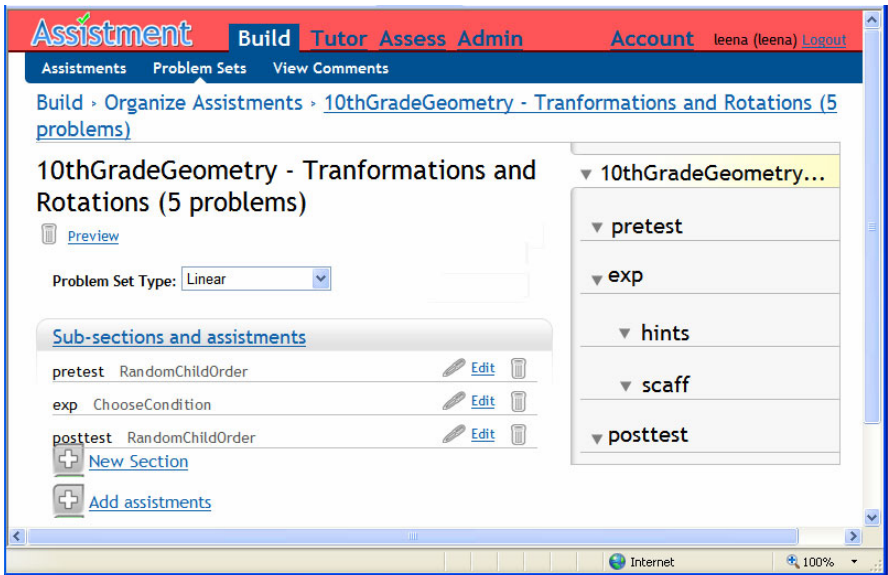 Assistment Build Tutor Assess Admin Account leena (leena) Logout
Assistments Problem Sets View Comments
Build › Organize Assistments › 10thGradeGeometry - Tranformations and Rotations (5
problems)
10thGradeGeometry - Tranformations and
Rotations (5 problems)
Preview
Problem Set Type: Linear
Sub-sections and assistments
pretest RandomChildOrder Edit
exp ChooseCondition Edit
posttest RandomChildOrder Edit
New Section
Add assistments
10thGradeGeometry...
pretest
exp
hints
scaff
posttest
Internet 100%